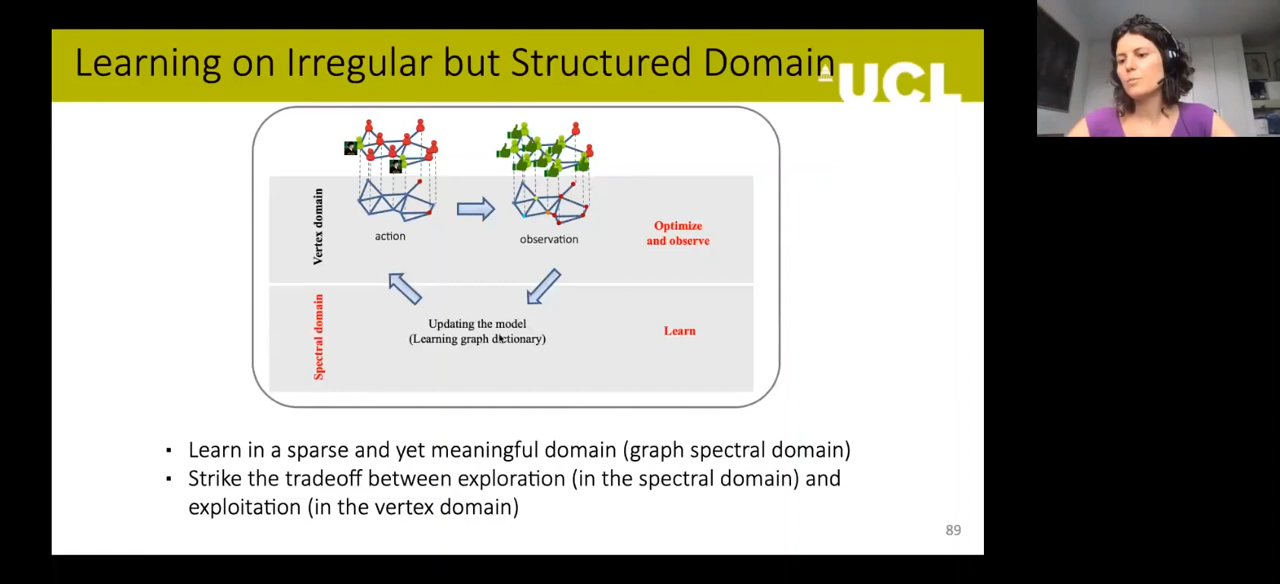 Learning on Irregular but Structured Domain
UCL
Vertex domain
action
observation
Optimize
and observe
Spectral domain
Updating the model
(Learning graph dictionary)
Learn
▪ Learn in a sparse and yet meaningful domain (graph spectral domain)
▪ Strike the tradeoff between exploration (in the spectral domain) and
exploitation (in the vertex domain)
89